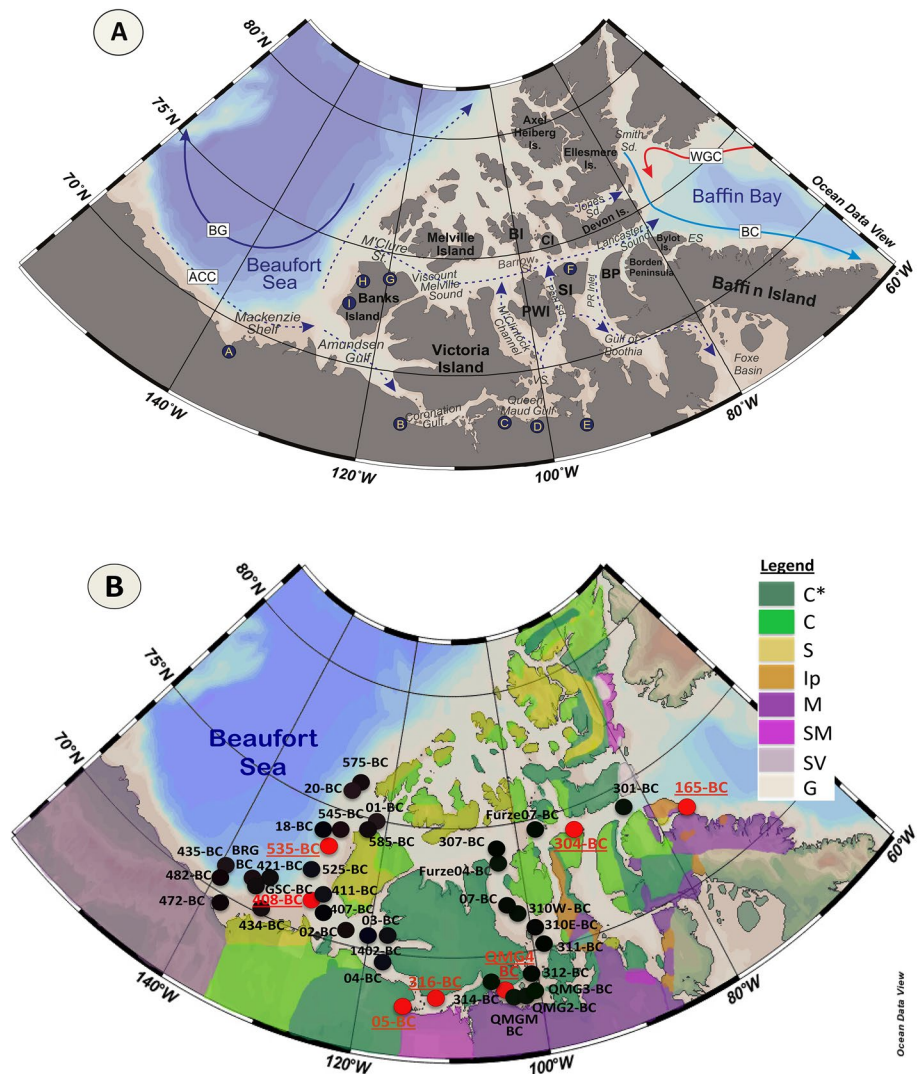 A
80°N
75°N
70°N
Axel
Heiberg
Is.
Ellesmere
Is.
Smith
Sd.
WGC
Ocean Data View
Baffin Bay
BG
Jones
Sd.
Devon Is.
BC
ACC
Beaufort
Sea
M'Clure
St.
Melville
Island
BI
CI
Lancaster
Sound
Bylot
Is.
ES
60°W
Barrow
St.
Viscount
Melville
Sound
H
G
F
SI
BP
Borden
Peninsula
I
Banks
Island
PWI
Peel Sd.
PR Inlet
Baffin Island
Mackenzie
Shelf
M'Clintock
Channel
Amundsen
Gulf
Victoria
Island
Gulf of
Boothia
Foxe
Basin
A
VS
140°W
80°W
B
Coronation
Gulf
Queen
Maud Gulf
C
D
E
120°W
100°W
B
80°N
75°N
70°N
Legend
C*
C
S
Ip
M
SM
SV
G
Beaufort
Sea
575-BC
20-BC
01-BC
545-BC
18-BC
585-BC
535-BC
Furze07-BC
301-BC
165-BC
304-BC
307-BC
60°W
435-BC
BRG
BC
421-BC
525-BC
Furze04-BC
482-BC
GSC-BC
411-BC
408-BC
407-BC
07-BC
310W-BC
472-BC
434-BC
02-BC
03-BC
310E-BC
1402-BC
311-BC
04-BC
QMG4
BC
312-BC
316-BC
314-BC
QMG3-BC
QMG2-BC
05-BC
QMGM
BC
140°W
80°W
120°W
100°W
Ocean Data View